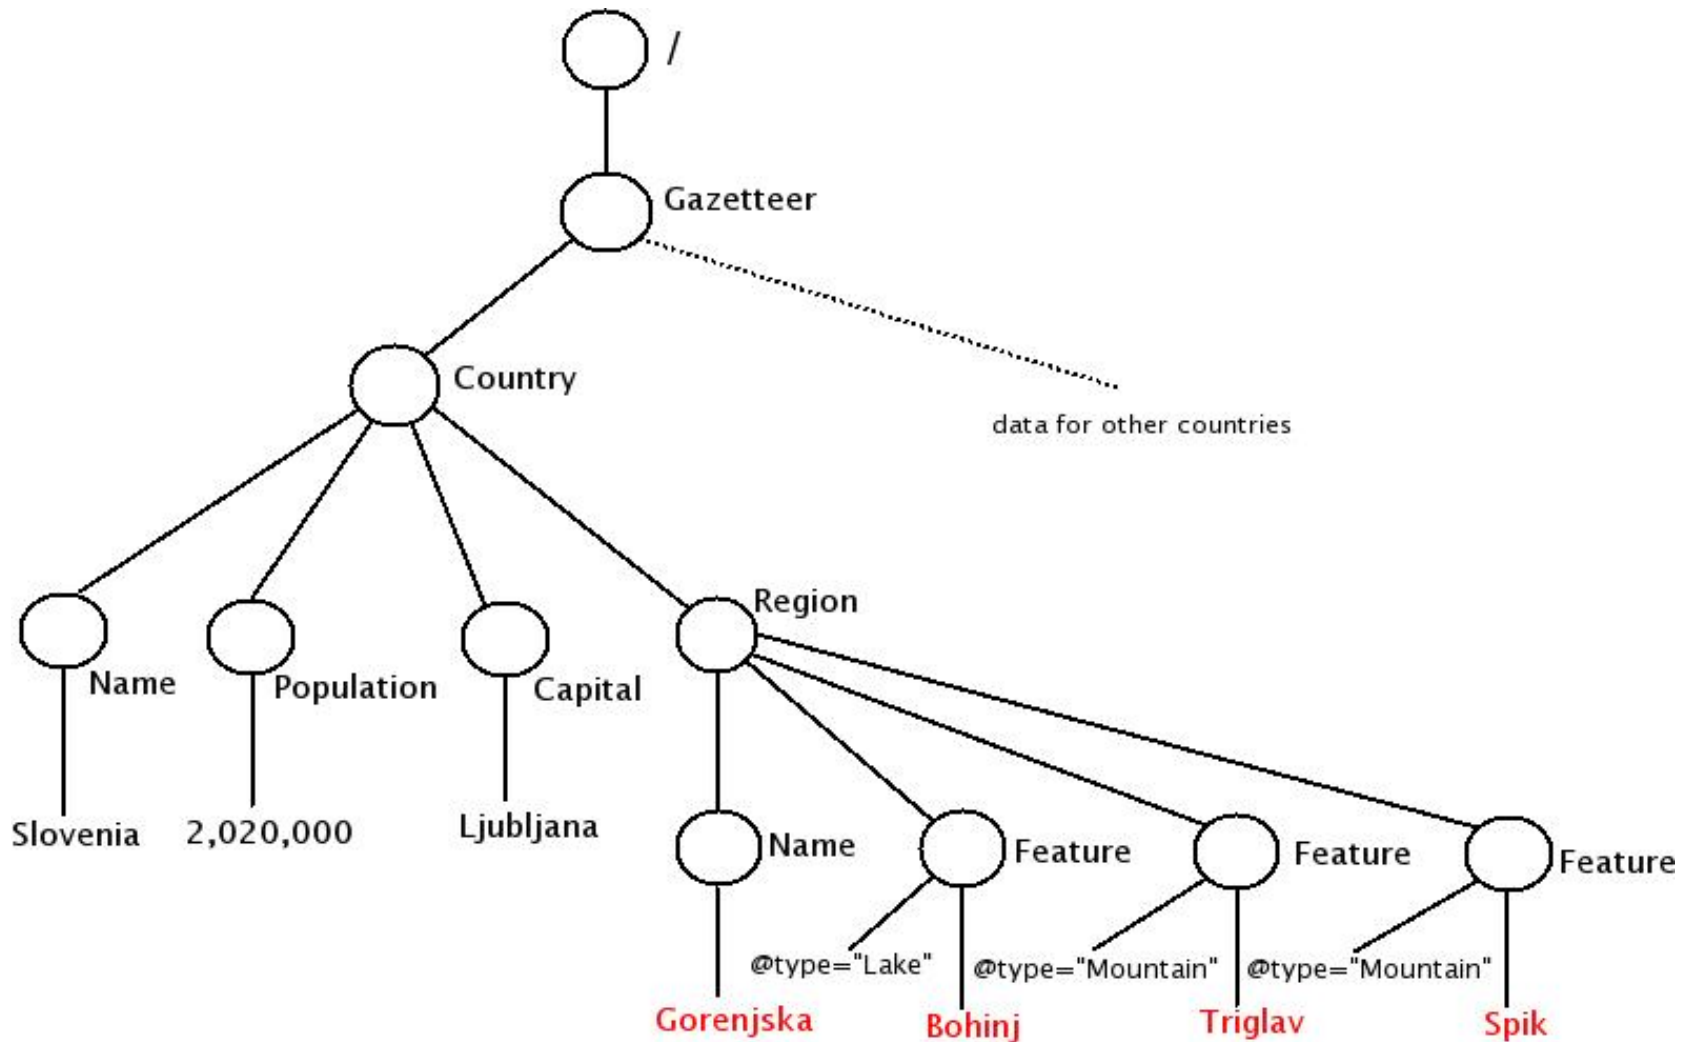 /
Gazetteer
Country
data for other countries
Region
Name
Population
Capital
Slovenia
2,020,000
Ljubljana
Name
Feature
Feature
Feature
@type="Lake"
@type="Mountain"
@type="Mountain"
Gorenjska
Bohinj
Triglav
Spik